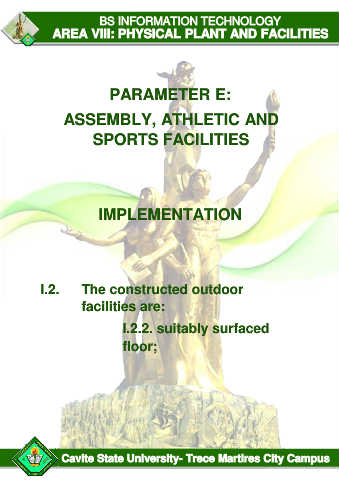 BS INFORMATION TECHNOLOGY
AREA VIII: PHYSICAL PLANT AND FACILITIES
PARAMETER E:
ASSEMBLY, ATHLETIC AND
SPORTS FACILITIES
IMPLEMENTATION
I.2. The constructed outdoor
facilities are:
I.2.2. suitably surfaced
floor;
Cavite State University- Trece Martires City Campus